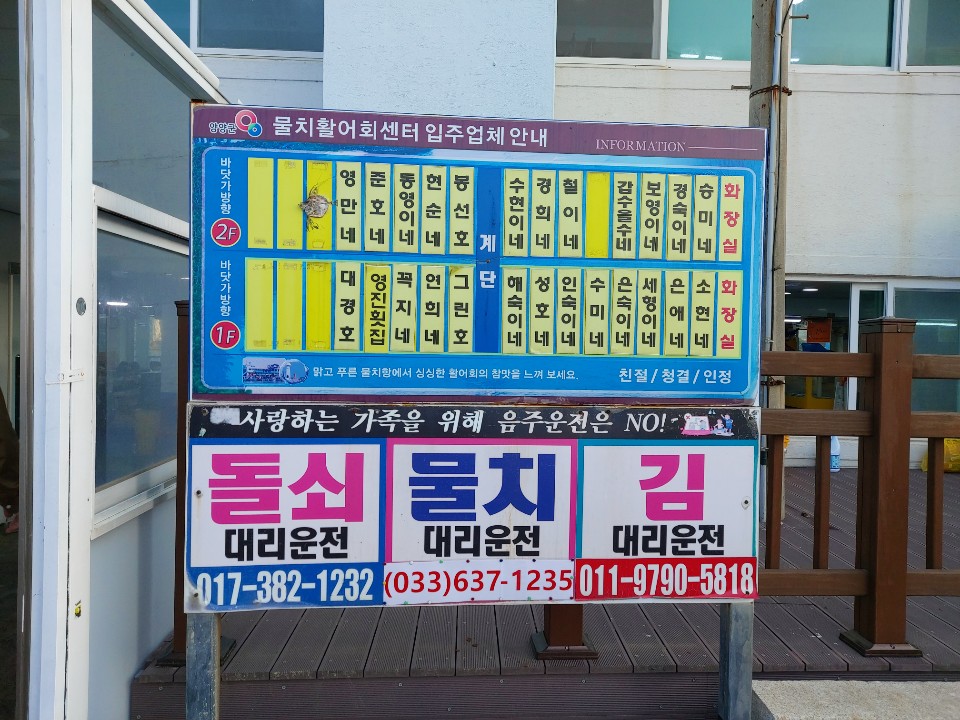 양양군 물치활어회센터 입주업체 안내 INFORMATION
바닷가방향 2F 영만네 준호네 동영이네 현순네 봉선호 계단 수현이네 경희네 철이네 갈수을수네 보영이네 경숙이네 승미네 화장실
바닷가방향 1F 대경호 영진횟집 꼭지네 연희네 그린호 해숙이네 성호네 인숙이네 수미네 은숙이네 세형이네 은애네 소현네 화장실
맑고 푸른 물치항에서 싱싱한 활어회의 참맛을 느껴 보세요. 친절/청결/인정
사랑하는 가족을 위해 음주운전은 NO!
돌쇠 물치 김
대리운전 대리운전 대리운전
017-382-1232 (033)637-1235 011-9790-5818